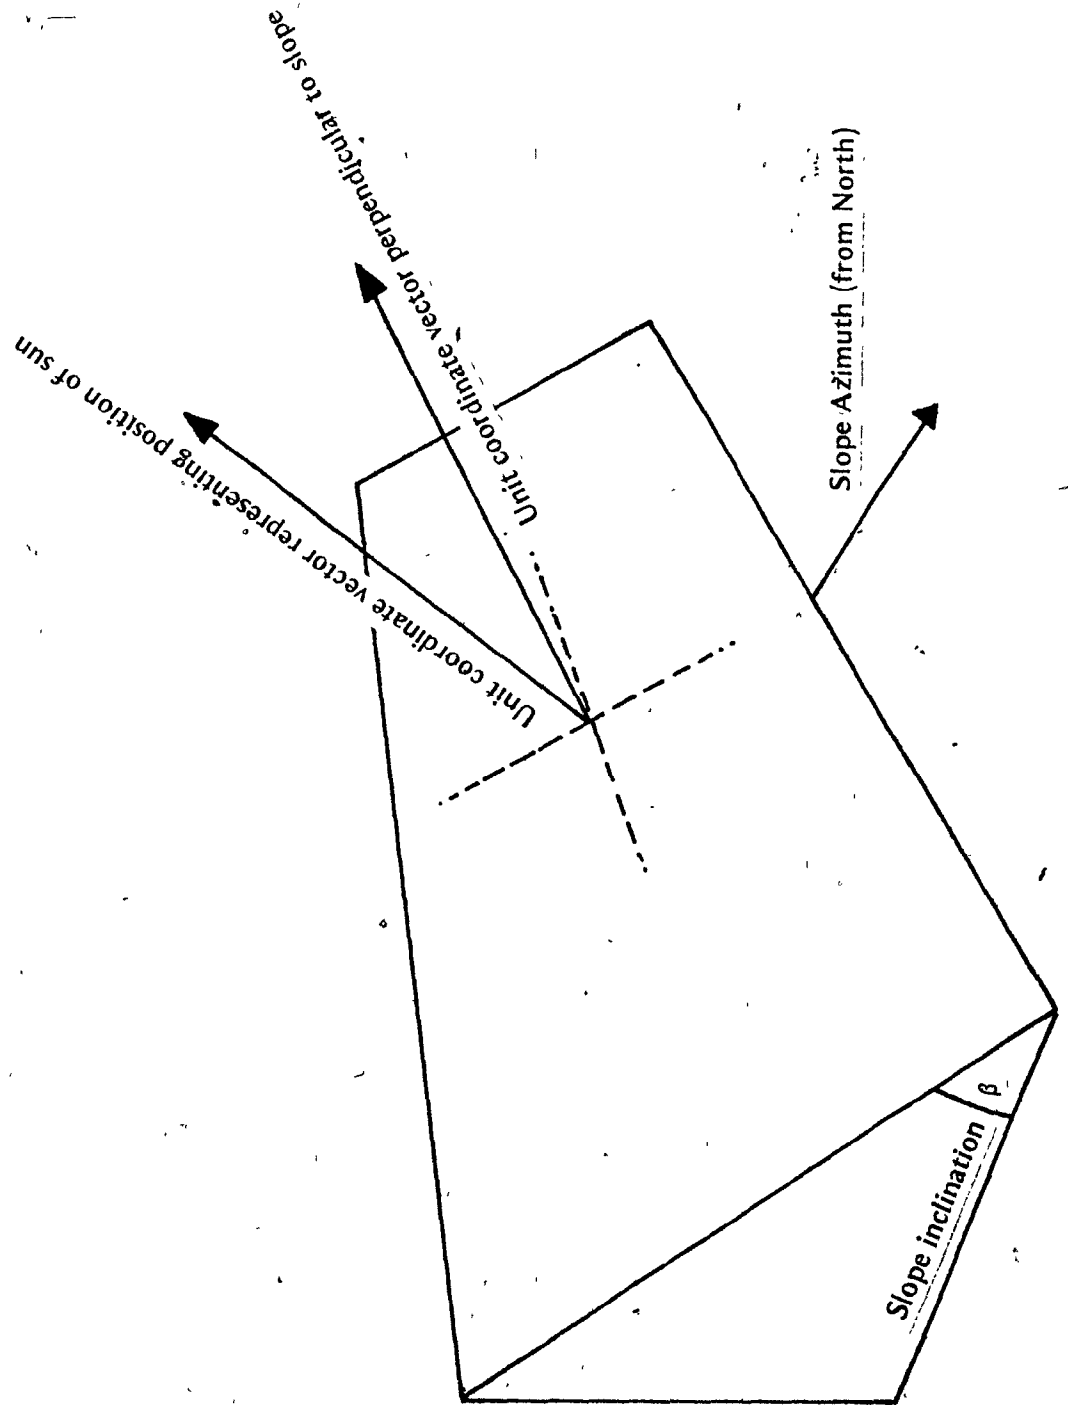 Unit coordinate vector representing position of sun
Unit coordinate vector perpendicular to slope
Slope Azimuth (from North)
Slope inclination
β